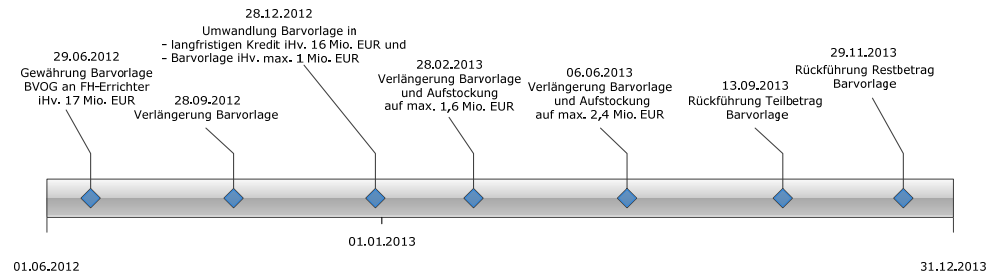 29.06.2012
Gewährung Barvorlage
BVOG an FH-Errichter
iHv. 17 Mio. EUR
28.09.2012
Verlängerung Barvorlage
28.12.2012
Umwandlung Barvorlage in
- langfristigen Kredit iHv. 16 Mio. EUR und
- Barvorlage iHv. max. 1 Mio. EUR
28.02.2013
Verlängerung Barvorlage
und Aufstockung
auf max. 1,6 Mio. EUR
06.06.2013
Verlängerung Barvorlage
und Aufstockung
auf max. 2,4 Mio. EUR
13.09.2013
Rückführung Teilbetrag
Barvorlage
29.11.2013
Rückführung Restbetrag
Barvorlage
01.06.2012
01.01.2013
31.12.2013